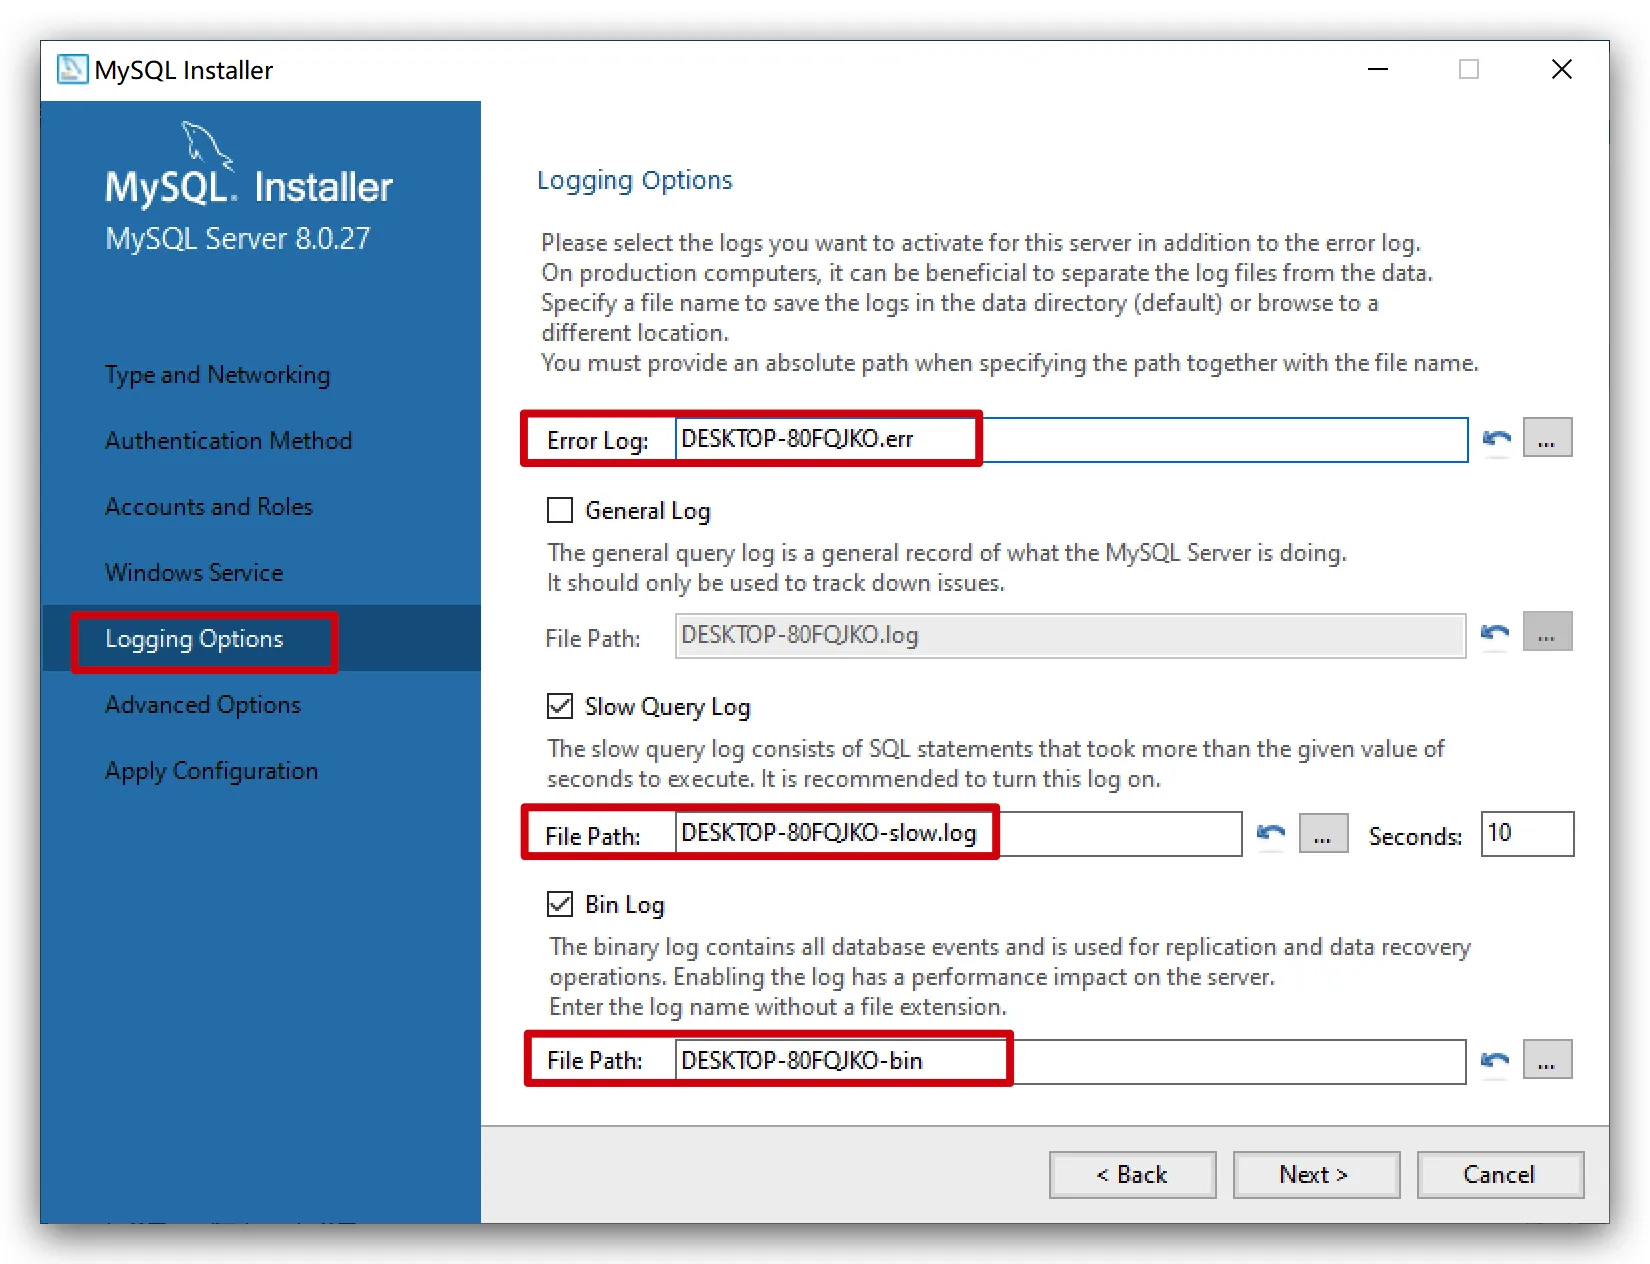 MySQL Installer
MySQL. Installer
MySQL Server 8.0.27
Type and Networking
Authentication Method
Accounts and Roles
Windows Service
Logging Options
Advanced Options
Apply Configuration
Logging Options
Please select the logs you want to activate for this server in addition to the error log.
On production computers, it can be beneficial to separate the log files from the data.
Specify a file name to save the logs in the data directory (default) or browse to a
different location.
You must provide an absolute path when specifying the path together with the file name.
Error Log: DESKTOP-80FQJKO.err ...
General Log
The general query log is a general record of what the MySQL Server is doing.
It should only be used to track down issues.
File Path: DESKTOP-80FQJKO.log ...
Slow Query Log
The slow query log consists of SQL statements that took more than the given value of
seconds to execute. It is recommended to turn this log on.
File Path: DESKTOP-80FQJKO-slow.log ... Seconds: 10
Bin Log
The binary log contains all database events and is used for replication and data recovery
operations. Enabling the log has a performance impact on the server.
Enter the log name without a file extension.
File Path: DESKTOP-80FQJKO-bin ...
< Back Next > Cancel